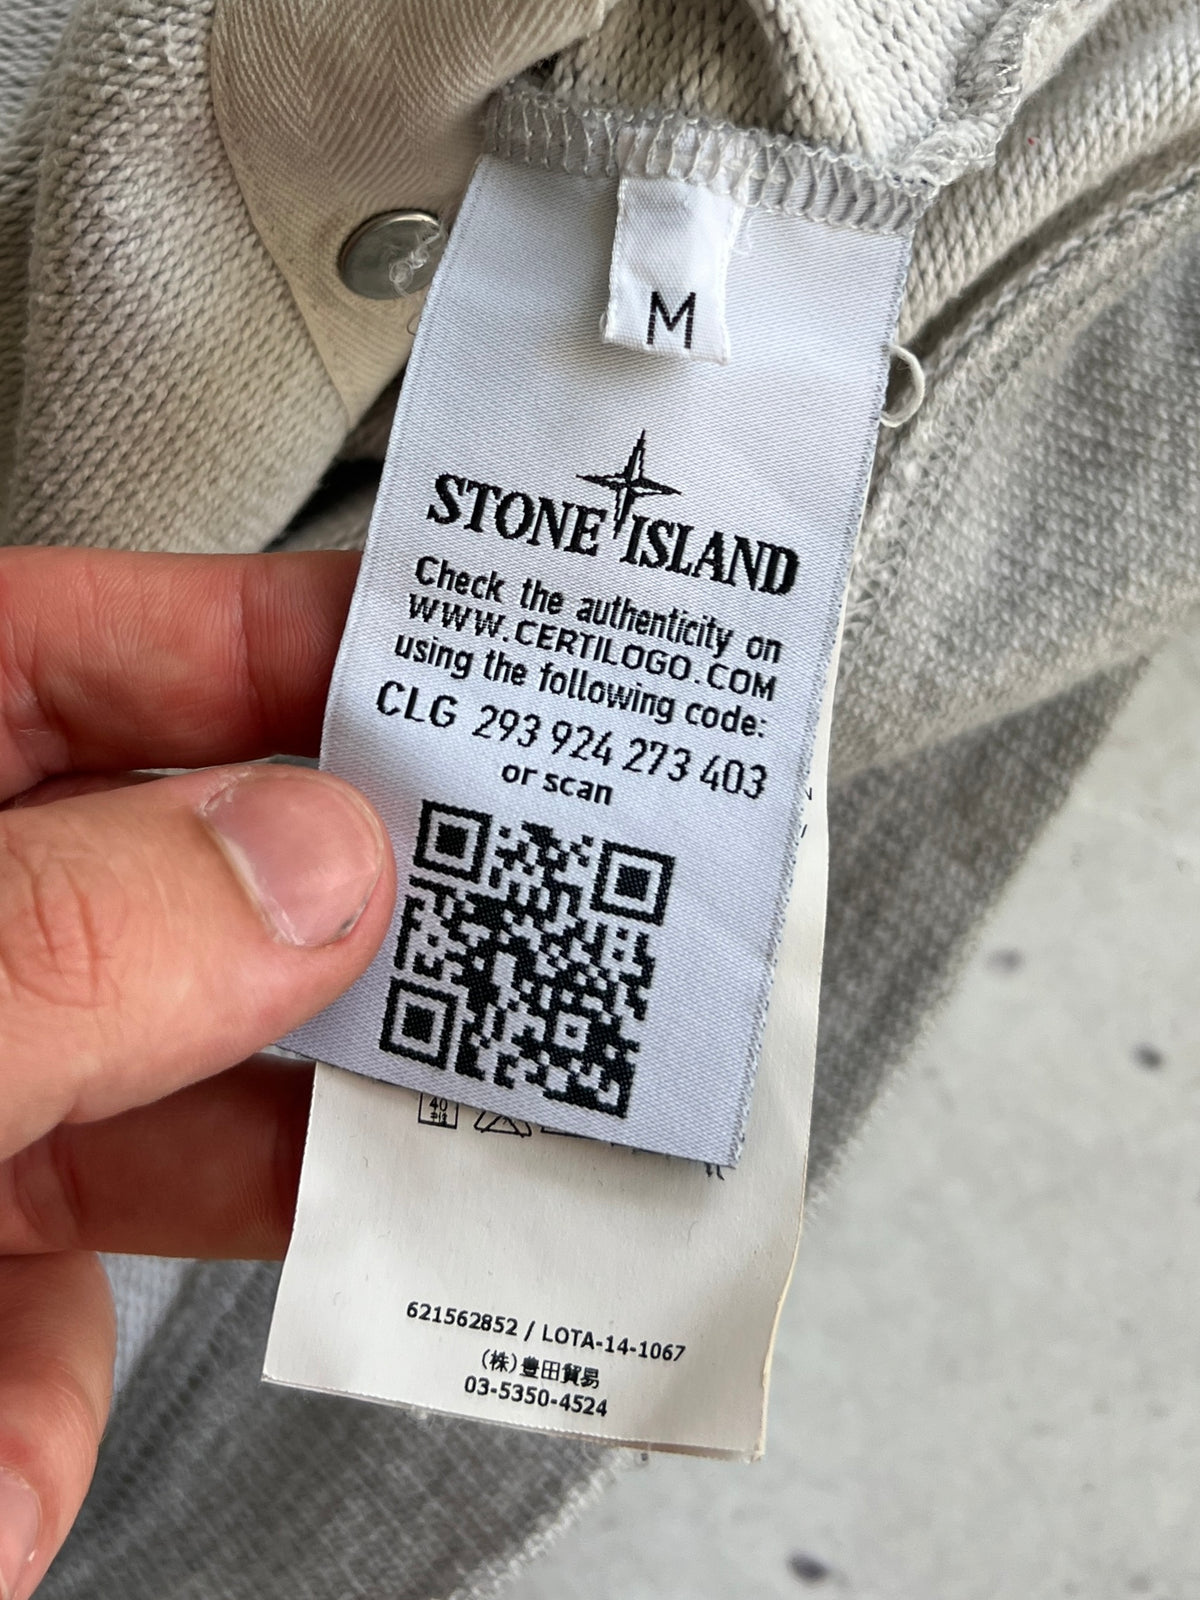 M
STONE ISLAND
Check the authenticity on
WWW.CERTILOGO.COM
using the following code:
CLG 293 924 273 403
or scan
40
621562852 / LOTA-14-1067
(株)豊田貿易
03-5350-4524